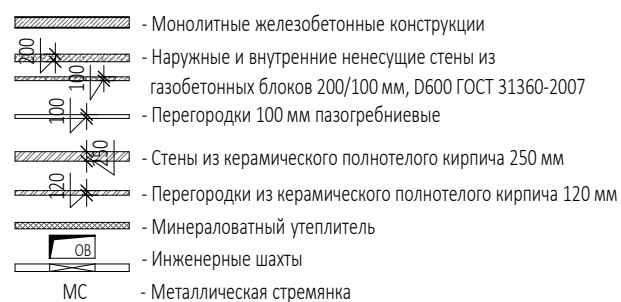 - Монолитные железобетонные конструкции
200 - Наружные и внутренние ненесущие стены из
100 газобетонных блоков 200/100 мм, D600 ГОСТ 31360-2007
100 - Перегородки 100 мм пазогребниевые
250 - Стены из керамического полнотелого кирпича 250 мм
120 - Перегородки из керамического полнотелого кирпича 120 мм
- Минераловатный утеплитель
ОВ - Инженерные шахты
МС - Металлическая стремянка